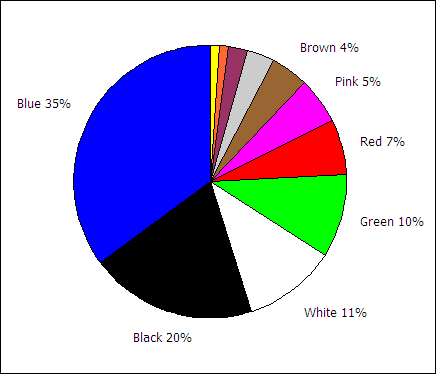 Brown 4%
Pink 5%
Blue 35%
Red 7%
Green 10%
White 11%
Black 20%